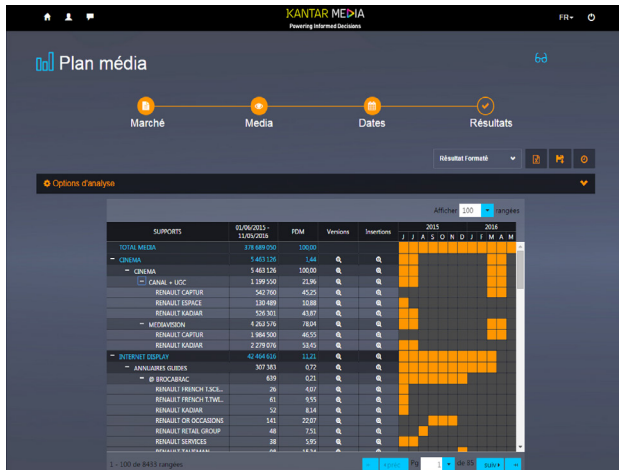 KANTAR MEDIA
Powering Informed Decisions
FR
Plan média
Marché Media Dates Résultats
Résultat Formaté
Options d'analyse
Afficher 100 rangées
SUPPORTS 01/06/2015 - 11/05/2016 PDM Versions Insertions 2015 2016
J J A S O N D J F M A M
TOTAL MEDIA 378 689 050 100,00
CINEMA 5 463 126 1,44
CINEMA 5 463 126 100,00
CANAL + UGC 1 199 550 21,96
RENAULT CAPTUR 542 760 45,25
RENAULT ESPACE 130 489 10,88
RENAULT KADJAR 526 301 43,87
MEDIAVISION 4 263 576 78,04
RENAULT CAPTUR 1 984 500 46,55
RENAULT KADJAR 2 279 076 53,45
INTERNET DISPLAY 42 464 616 11,21
ANNUAIRES GUIDES 307 383 0,72
@ BROCABRAC 639 0,21
RENAULT FRENCH T.SCE... 26 4,07
RENAULT FRENCH T.TWI... 61 9,55
RENAULT KADJAR 52 8,14
RENAULT OR OCCASIONS 141 22,07
RENAULT RETAIL GROUP 48 7,51
RENAULT SERVICES 38 5,95
RENAULT TALISMAN 98
1 - 100 de 8433 rangées
Pg 1 de 85 suiv